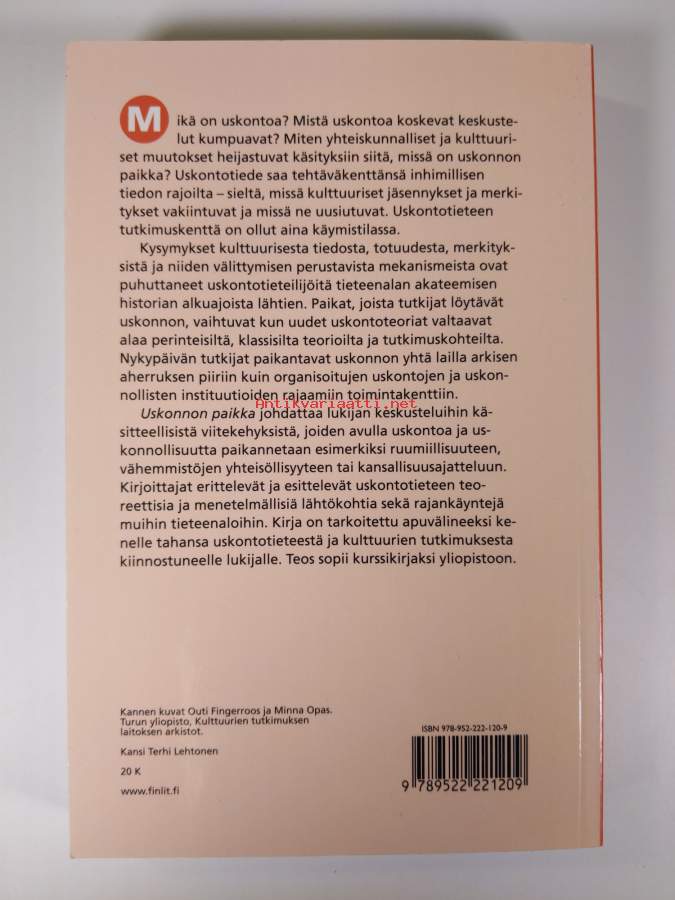 Mikä on uskontoa? Mistä uskontoa koskevat keskuste-
lut kumpuavat? Miten yhteiskunnalliset ja kulttuuri-
set muutokset heijastuvat käsityksiin siitä, missä on uskonnon
paikka? Uskontotiede saa tehtäväkenttänsä inhimillisen
tiedon rajoilta – sieltä, missä kulttuuriset jäsennykset ja merki-
tykset vakiintuvat ja missä ne uusiutuvat. Uskontotieteen
tutkimuskenttä on ollut aina käymistilassa.
Kysymykset kulttuurisesta tiedosta, totuudesta, merkityk-
sistä ja niiden välittymisen perustavista mekanismeista ovat
puhuttaneet uskontotieteilijöitä tieteenalan akateemisen
historian alkuajoista lähtien. Paikat, joista tutkijat löytävät
uskonnon, vaihtuvat kun uudet uskontoteoriat valtaavat
alaa perinteisiltä, klassisilta teorioilta ja tutkimuskohteilta.
Nykypäivän tutkijat paikantavat uskonnon yhtä lailla arkisen
aherruksen piiriin kuin organisoitujen uskontojen ja uskon-
nollisten instituutioiden rajaamiin toimintakenttiin.
Antikvariaatti.net
Uskonnon paikka johdattaa lukijan keskusteluihin kä-
sitteellisistä viitekehyksistä, joiden avulla uskontoa ja us-
konnollisuutta paikannetaan esimerkiksi ruumiillisuuteen,
vähemmistöjen yhteisöllisyyteen tai kansallisuusajatteluun.
Kirjoittajat erittelevät ja esittelevät uskontotieteen teo-
reettisia ja menetelmällisiä lähtökohtia sekä rajankäyntejä
muihin tieteenaloihin. Kirja on tarkoitettu apuvälineeksi ke-
nelle tahansa uskontotieteestä ja kulttuurien tutkimuksesta
kiinnostuneelle lukijalle. Teos sopii kurssikirjaksi yliopistoon.
Kannen kuvat Outi Fingerroos ja Minna Opas.
Turun yliopisto, Kulttuurien tutkimuksen
laitoksen arkistot.
Kansi Terhi Lehtonen
20 K
www.finlit.fi
ISBN 978-952-222-120-9
9 789522 221209